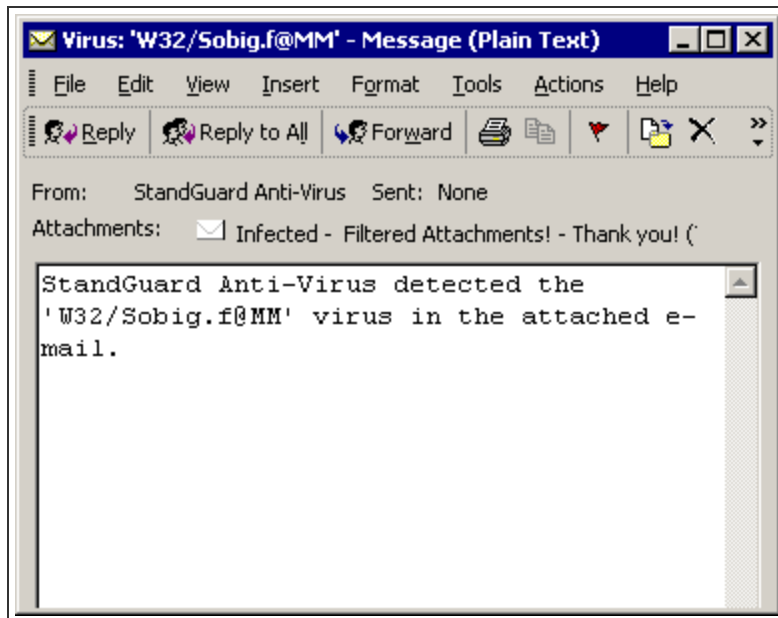 Virus: 'W32/Sobig.f@MM' - Message (Plain Text)
File Edit View Insert Format Tools Actions Help
Reply Reply to All Forward
From: StandGuard Anti-Virus Sent: None
Attachments: Infected - Filtered Attachments! - Thank you! (
StandGuard Anti-Virus detected the
'W32/Sobig.f@MM' virus in the attached e-
mail.